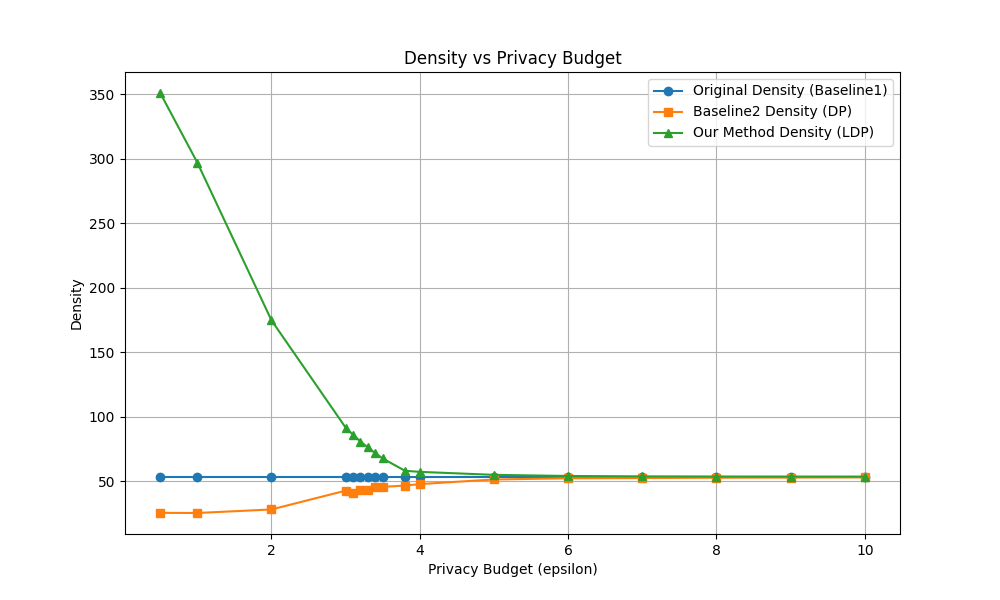 Density vs Privacy Budget
Original Density (Baseline1)
Baseline2 Density (DP)
Our Method Density (LDP)
350
300
250
200
150
100
50
Density
2 4 6 8 10
Privacy Budget (epsilon)